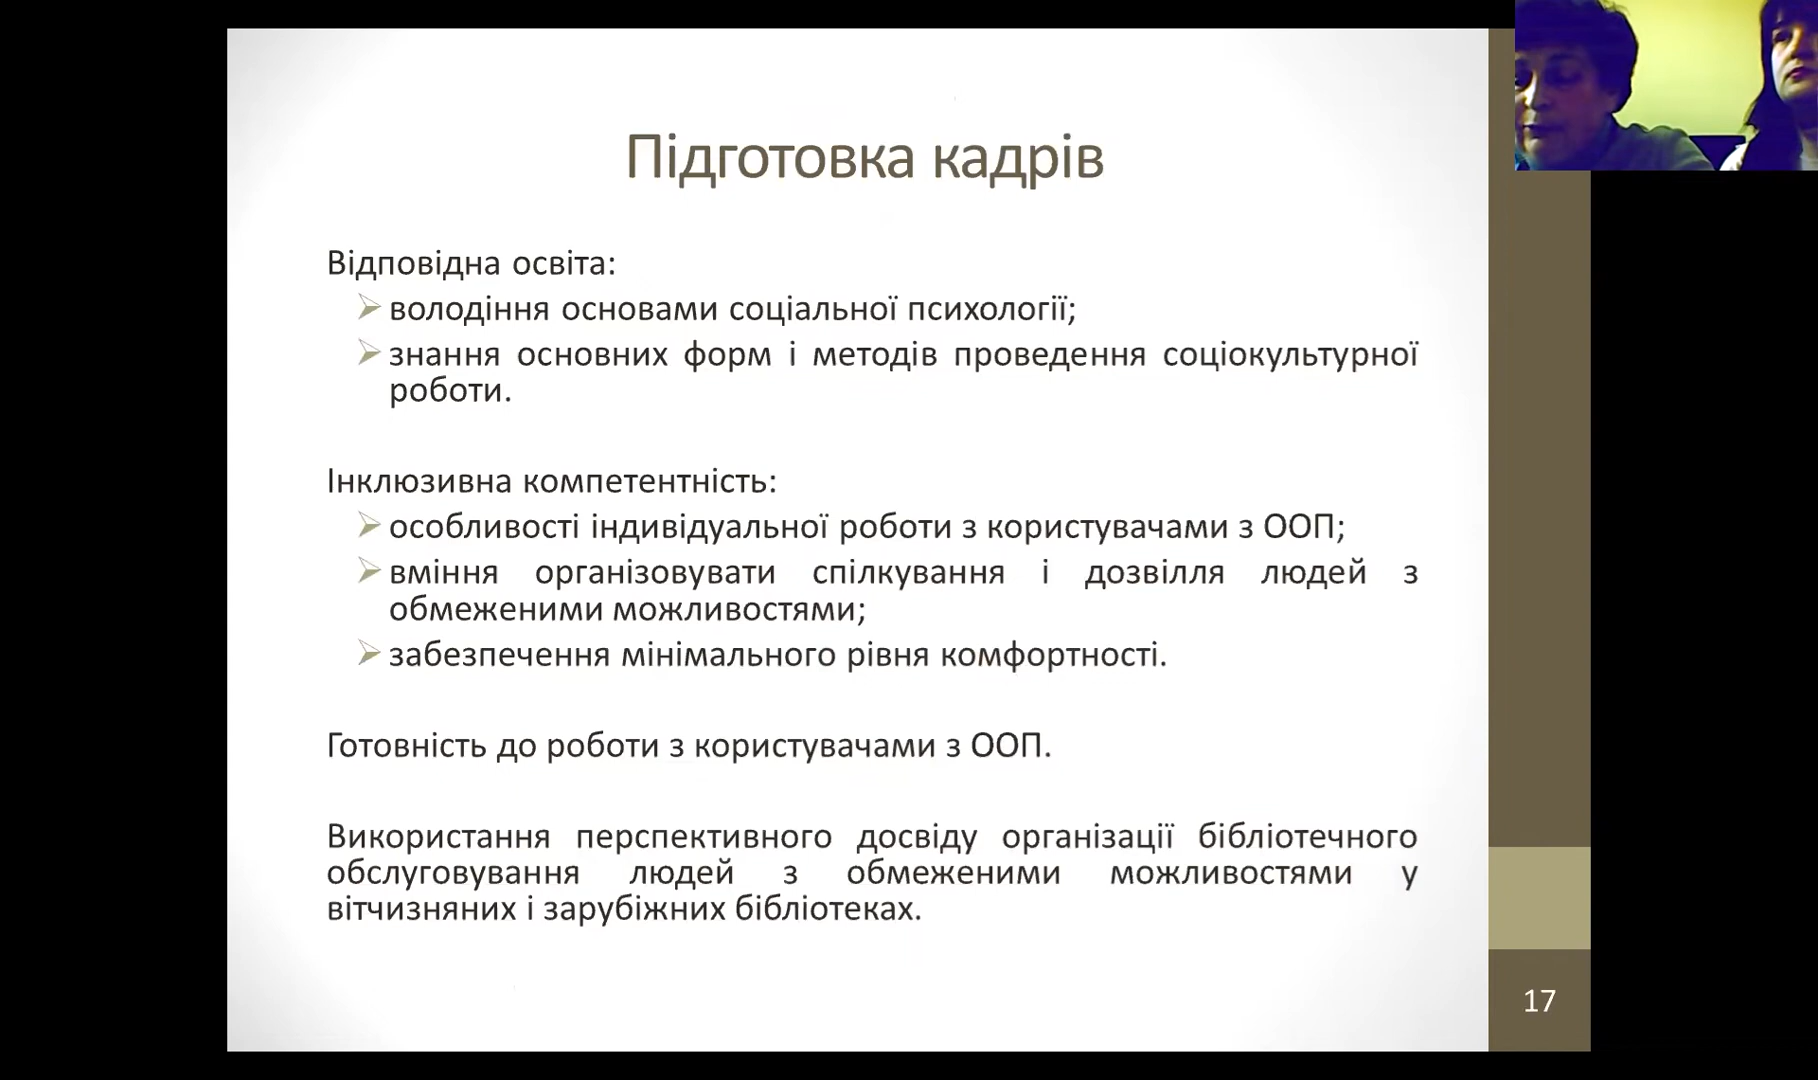 Підготовка кадрів
Відповідна освіта:
володіння основами соціальної психології;
знання основних форм і методів проведення соціокультурної
роботи.
Інклюзивна компетентність:
особливості індивідуальної роботи з користувачами з ООП;
вміння організовувати спілкування і дозвілля людей з
обмеженими можливостями;
забезпечення мінімального рівня комфортності.
Готовність до роботи з користувачами з ООП.
Використання перспективного досвіду організації бібліотечного
обслуговування людей з обмеженими можливостями у
вітчизняних і зарубіжних бібліотеках.
17